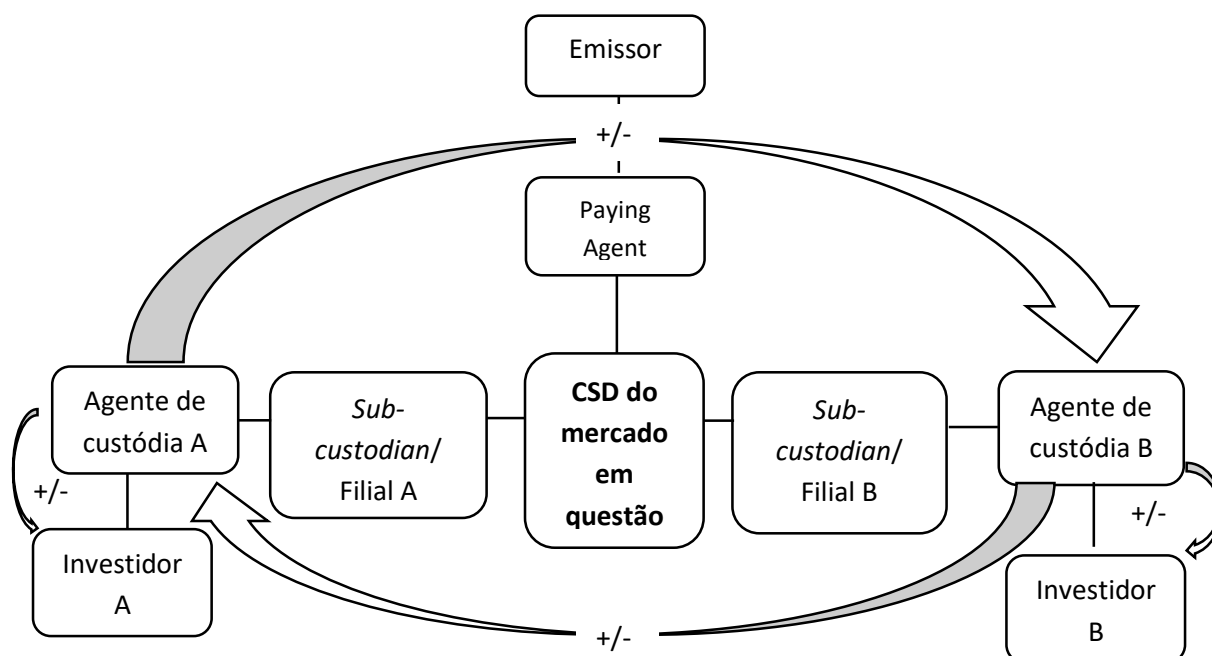 Emissor
+/-
Paying
Agent
Agente de
custódia A
Sub-
custodian/
Filial A
CSD do
mercado
em
questão
Sub-
custodian/
Filial B
Agente de
custódia B
+/-
+/-
Investidor
A
Investidor
B
+/-